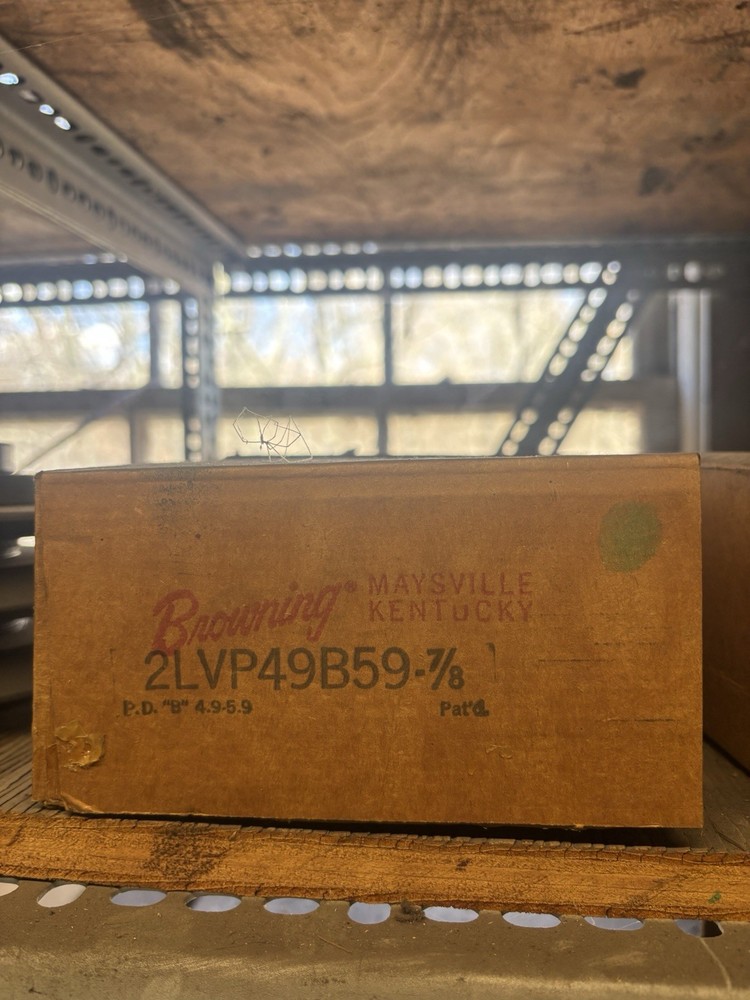 Browning® MAYSVILLE
KENTUCKY
2LVP49B59-7/8
P.D. "B" 4.9-5.9 Pat'd.